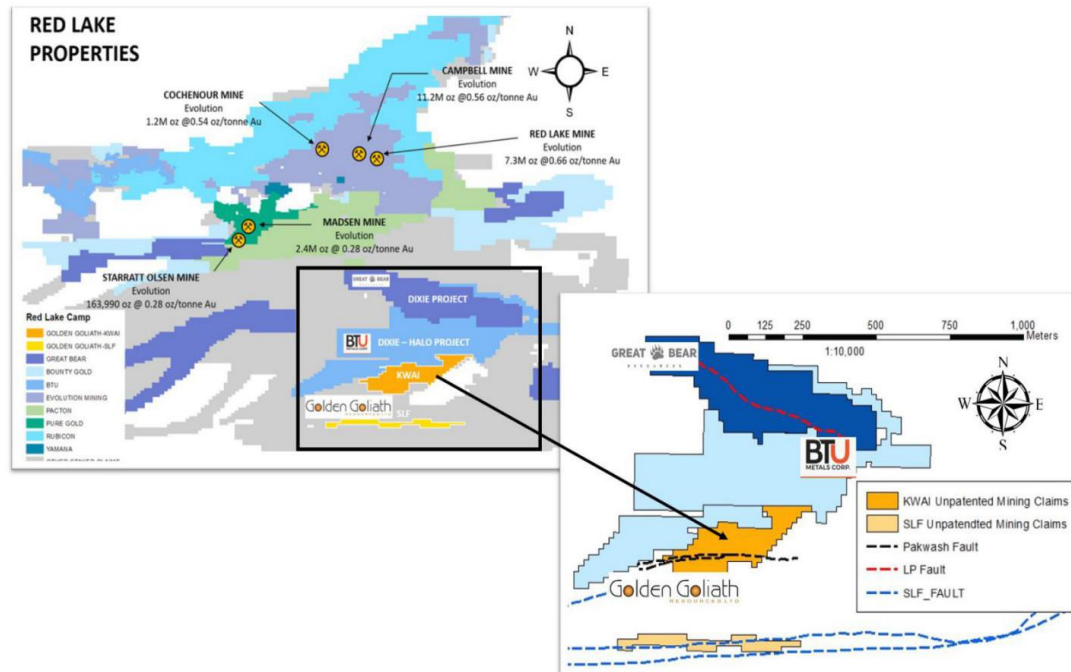 RED LAKE
PROPERTIES
N
W E
S
CAMPBELL MINE
Evolution
11.2M oz @0.56 oz/tonne Au
COCHENOUR MINE
Evolution
1.2M oz @0.54 oz/tonne Au
RED LAKE MINE
Evolution
7.3M oz @0.66 oz/tonne Au
MADSEN MINE
Evolution
2.4M oz @ 0.28 oz/tonne Au
STARRATT OLSEN MINE
Evolution
163,990 oz @ 0.28 oz/tonne Au
GREAT BEAR
DIXIE PROJECT
BTU
METALS CORP.
DIXIE – HALO PROJECT
KWAI
Golden Goliath
SLF
Red Lake Camp
GOLDEN GOLIATH-KWAI
GOLDEN GOLIATH-SLF
GREAT BEAR
BOUNTY GOLD
BTU
EVOLUTION MINING
PACTON
PURE GOLD
RUBICON
YAMANA
0 125 250 500 750 1,000
Meters
1:10,000
GREAT BEAR
RESOURCES
N
W E
S
BTU
METALS CORP.
KWAI Unpatented Mining Claims
SLF Unpatendted Mining Claims
Pakwash Fault
LP Fault
SLF_FAULT
Golden Goliath
RESOURCES LTD